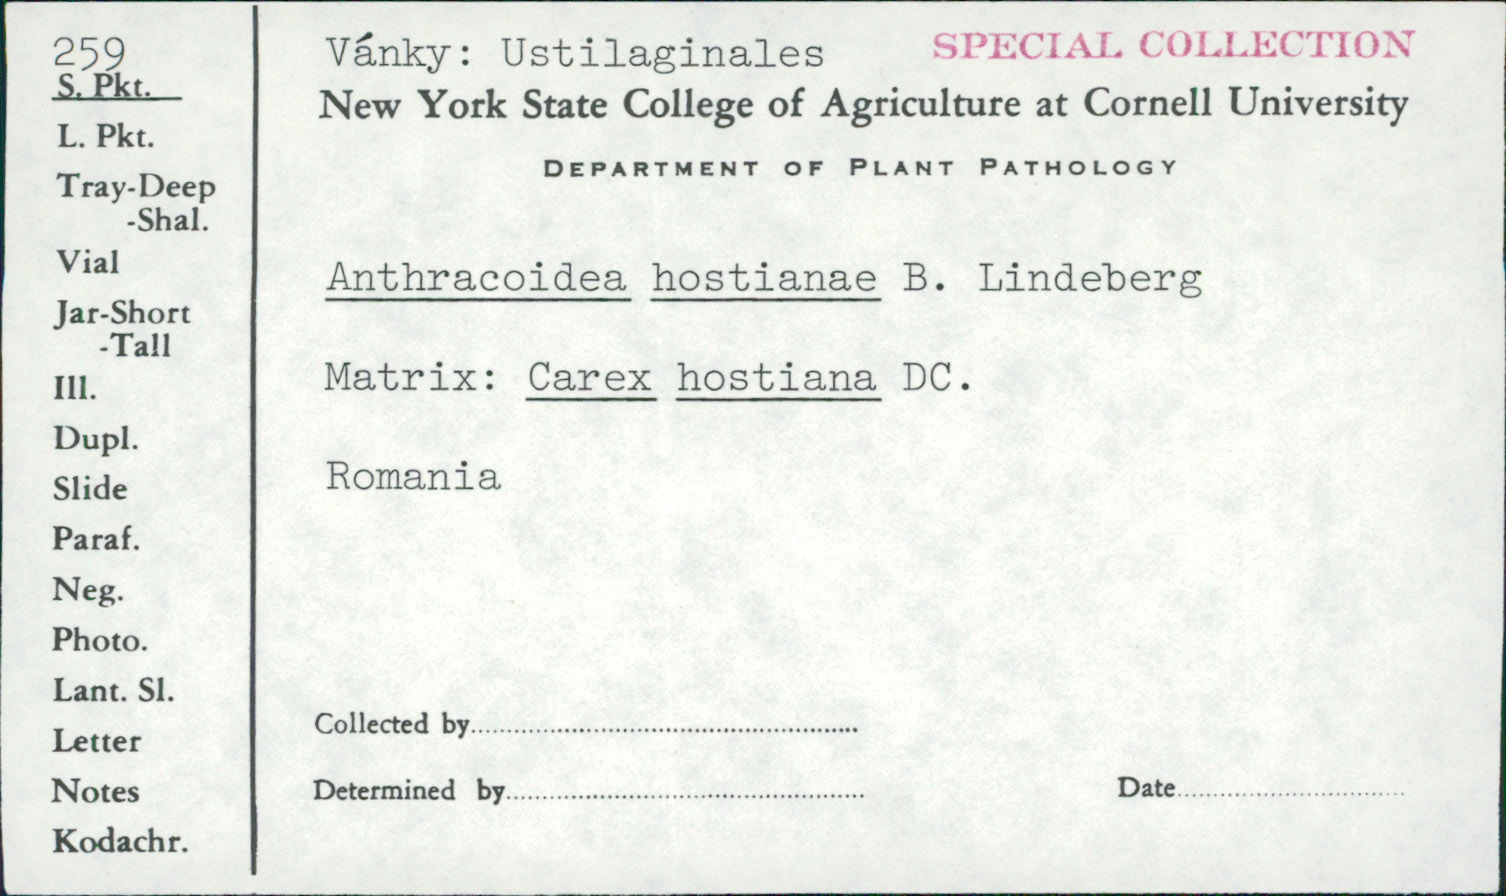 259
S. Pkt.
L. Pkt.
Tray-Deep
-Shal.
Vial
Jar-Short
-Tall
Ill.
Dupl.
Slide
Paraf.
Neg.
Photo.
Lant. Sl.
Letter
Notes
Kodachr.
Vánky: Ustilaginales
SPECIAL COLLECTION
New York State College of Agriculture at Cornell University
DEPARTMENT OF PLANT PATHOLOGY
Anthracoidea hostianae B. Lindeberg
Matrix: Carex hostiana DC.
Romania
Collected by
Determined by
Date